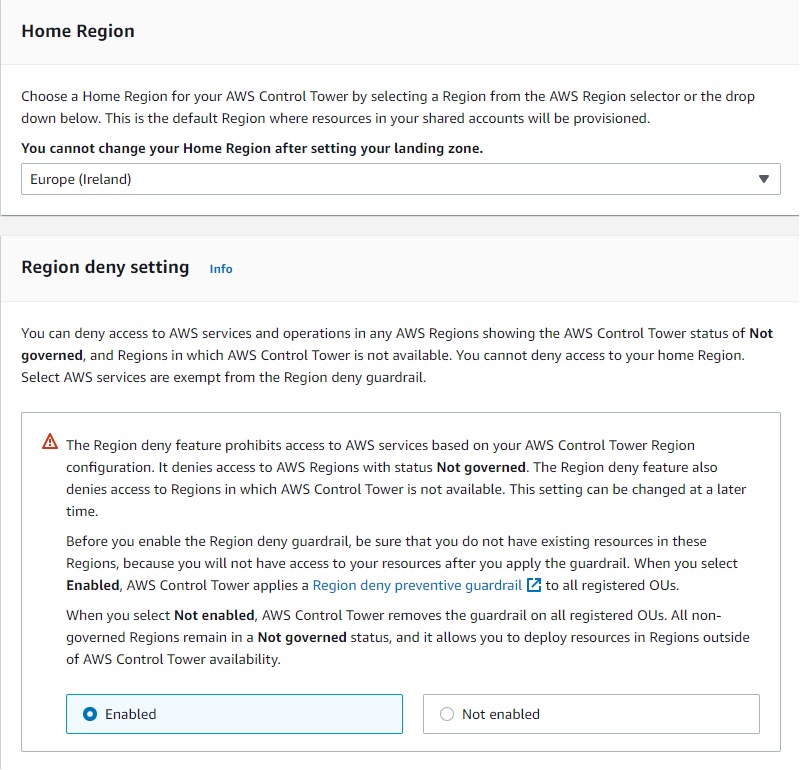 Home Region
Choose a Home Region for your AWS Control Tower by selecting a Region from the AWS Region selector or the drop
down below. This is the default Region where resources in your shared accounts will be provisioned.
You cannot change your Home Region after setting your landing zone.
Europe (Ireland)
Region deny setting Info
You can deny access to AWS services and operations in any AWS Regions showing the AWS Control Tower status of Not
governed, and Regions in which AWS Control Tower is not available. You cannot deny access to your home Region.
Select AWS services are exempt from the Region deny guardrail.
The Region deny feature prohibits access to AWS services based on your AWS Control Tower Region
configuration. It denies access to AWS Regions with status Not governed. The Region deny feature also
denies access to Regions in which AWS Control Tower is not available. This setting can be changed at a later
time.
Before you enable the Region deny guardrail, be sure that you do not have existing resources in these
Regions, because you will not have access to your resources after you apply the guardrail. When you select
Enabled, AWS Control Tower applies a Region deny preventive guardrail to all registered OUs.
When you select Not enabled, AWS Control Tower removes the guardrail on all registered OUs. All non-
governed Regions remain in a Not governed status, and it allows you to deploy resources in Regions outside
of AWS Control Tower availability.
Enabled Not enabled